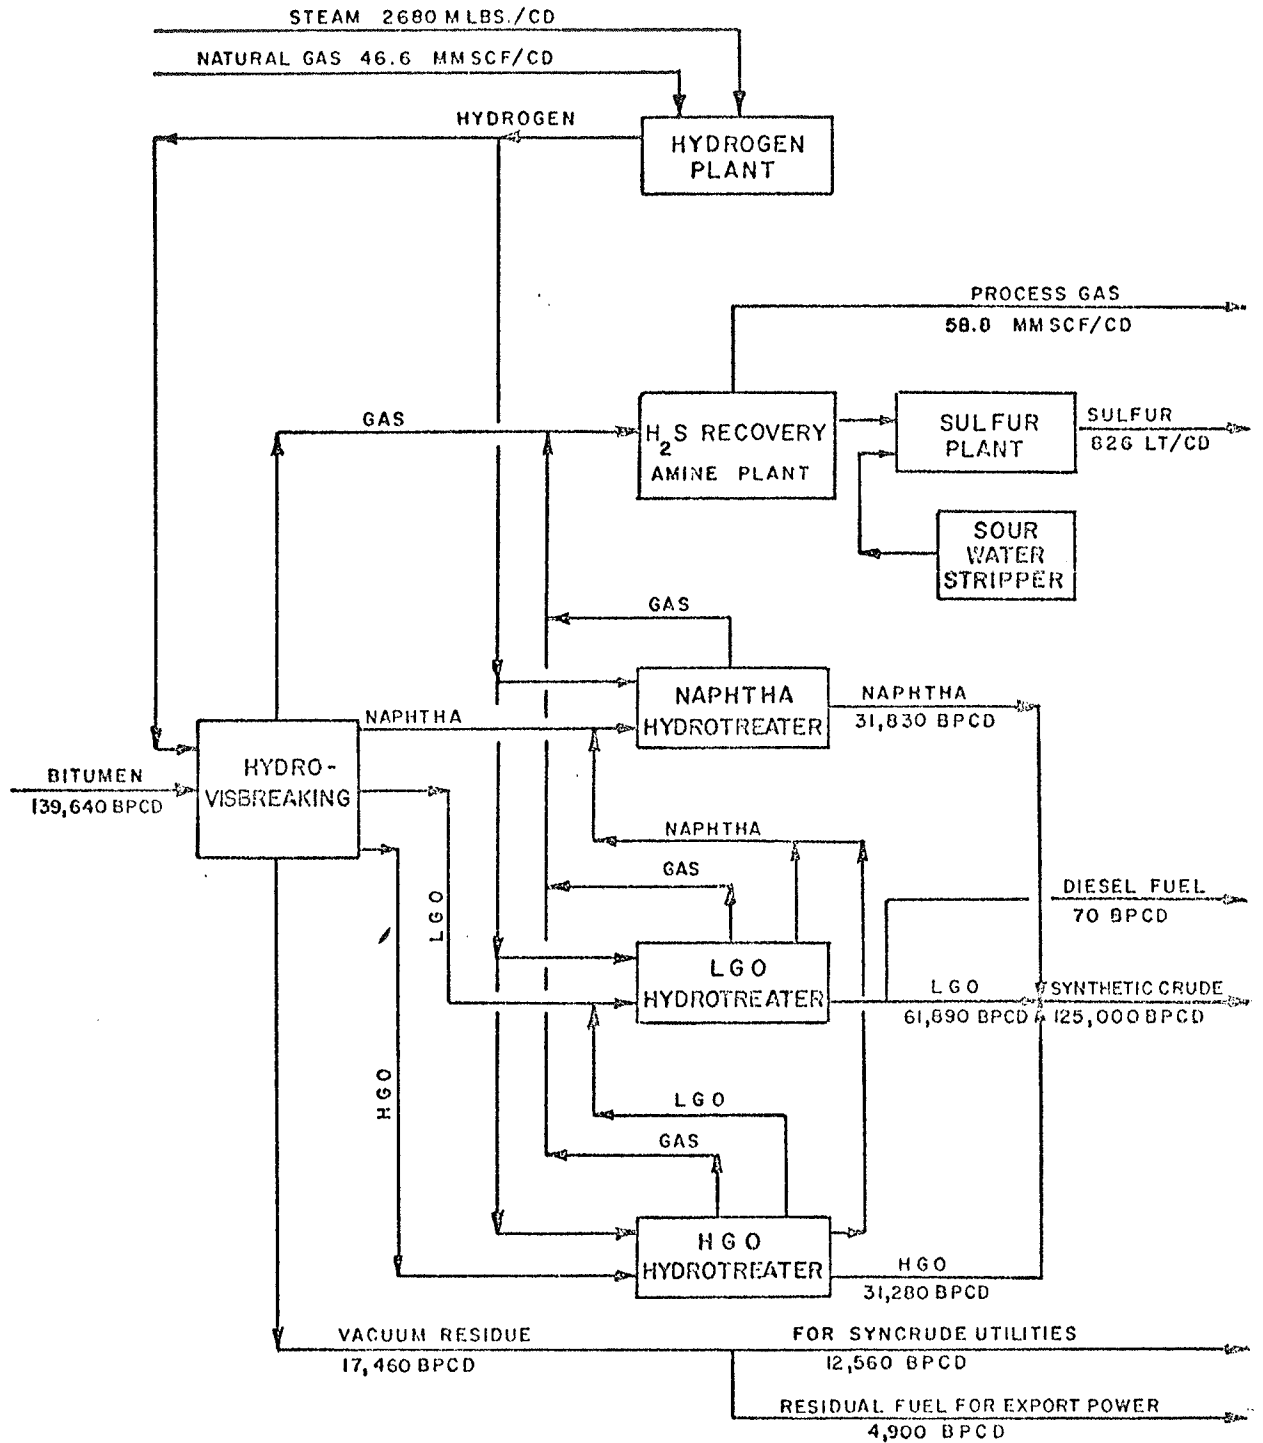 STEAM 2680 M LBS./CD
NATURAL GAS 46.6 MMSCF/CD
HYDROGEN
HYDROGEN
PLANT
PROCESS GAS
58.8 MMSCF/CD
GAS
H2S RECOVERY
AMINE PLANT
SULFUR
PLANT
SULFUR
826 LT/CD
SOUR
WATER
STRIPPER
GAS
NAPHTHA
HYDROTREATER
NAPHTHA
31,830 BPCD
NAPHTHA
HYDRO-
VISBREAKING
BITUMEN
139,640 BPCD
NAPHTHA
GAS
LGO
DIESEL FUEL
70 BPCD
LGO
HYDROTREATER
LGO
61,890 BPCD
SYNTHETIC CRUDE
125,000 BPCD
HGO
LGO
GAS
HGO
HYDROTREATER
HGO
31,280 BPCD
VACUUM RESIDUE
17,460 BPCD
FOR SYNCRUDE UTILITIES
12,560 BPCD
RESIDUAL FUEL FOR EXPORT POWER
4,900 BPCD